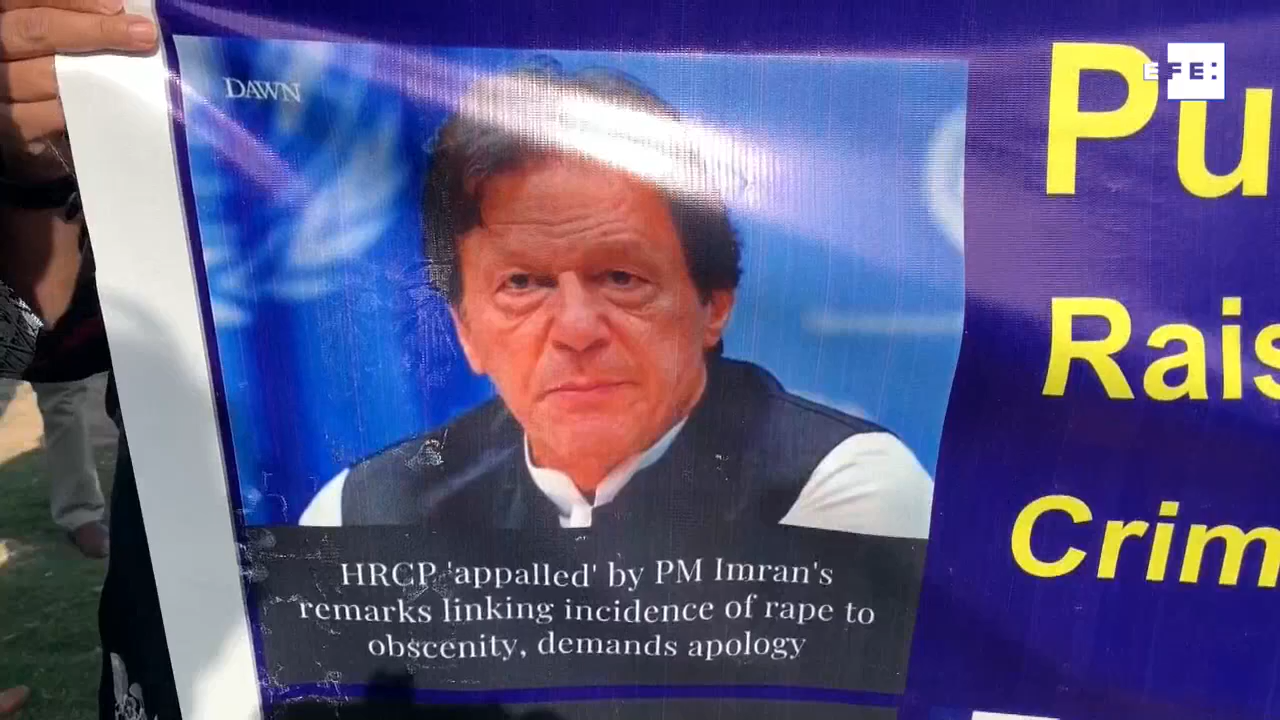 DAWN
EFE:
Pu
Rais
Crim
HRCP 'appalled' by PM Imran's
remarks linking incidence of rape to
obscenity, demands apology